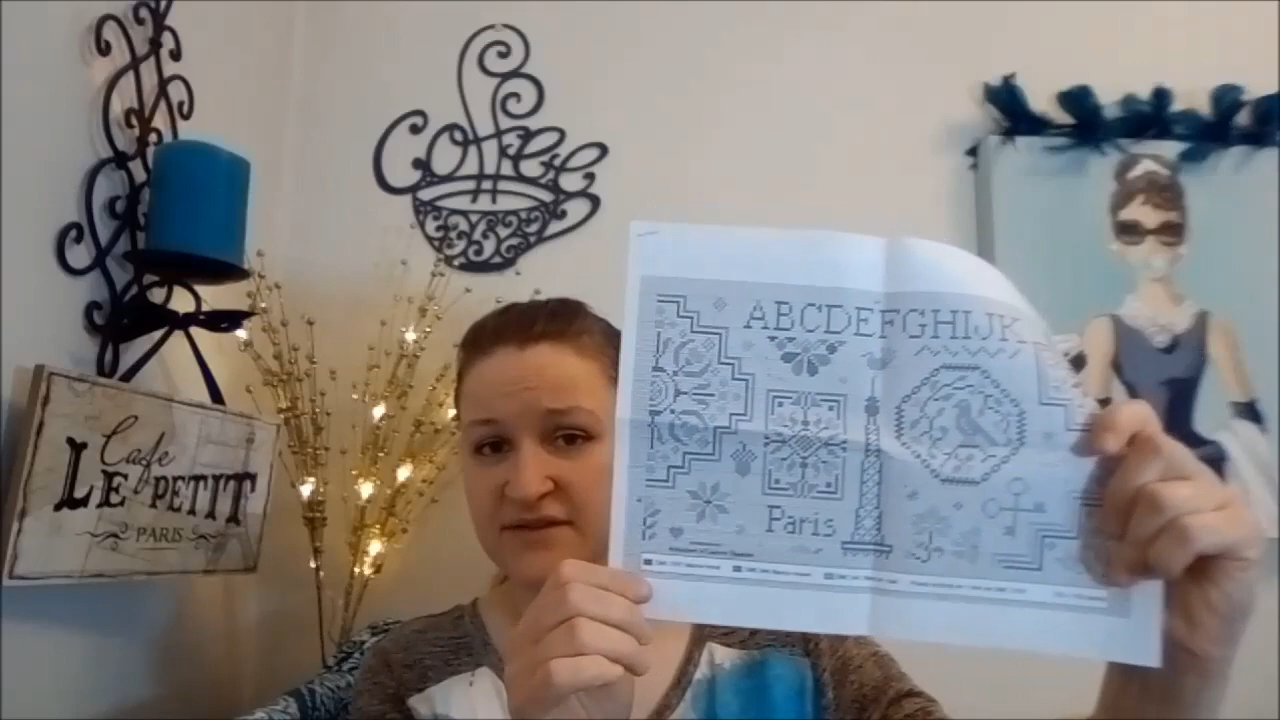 Coffee
Cafe
LE PETIT
PARIS
ABCDEFGHIJK
Paris